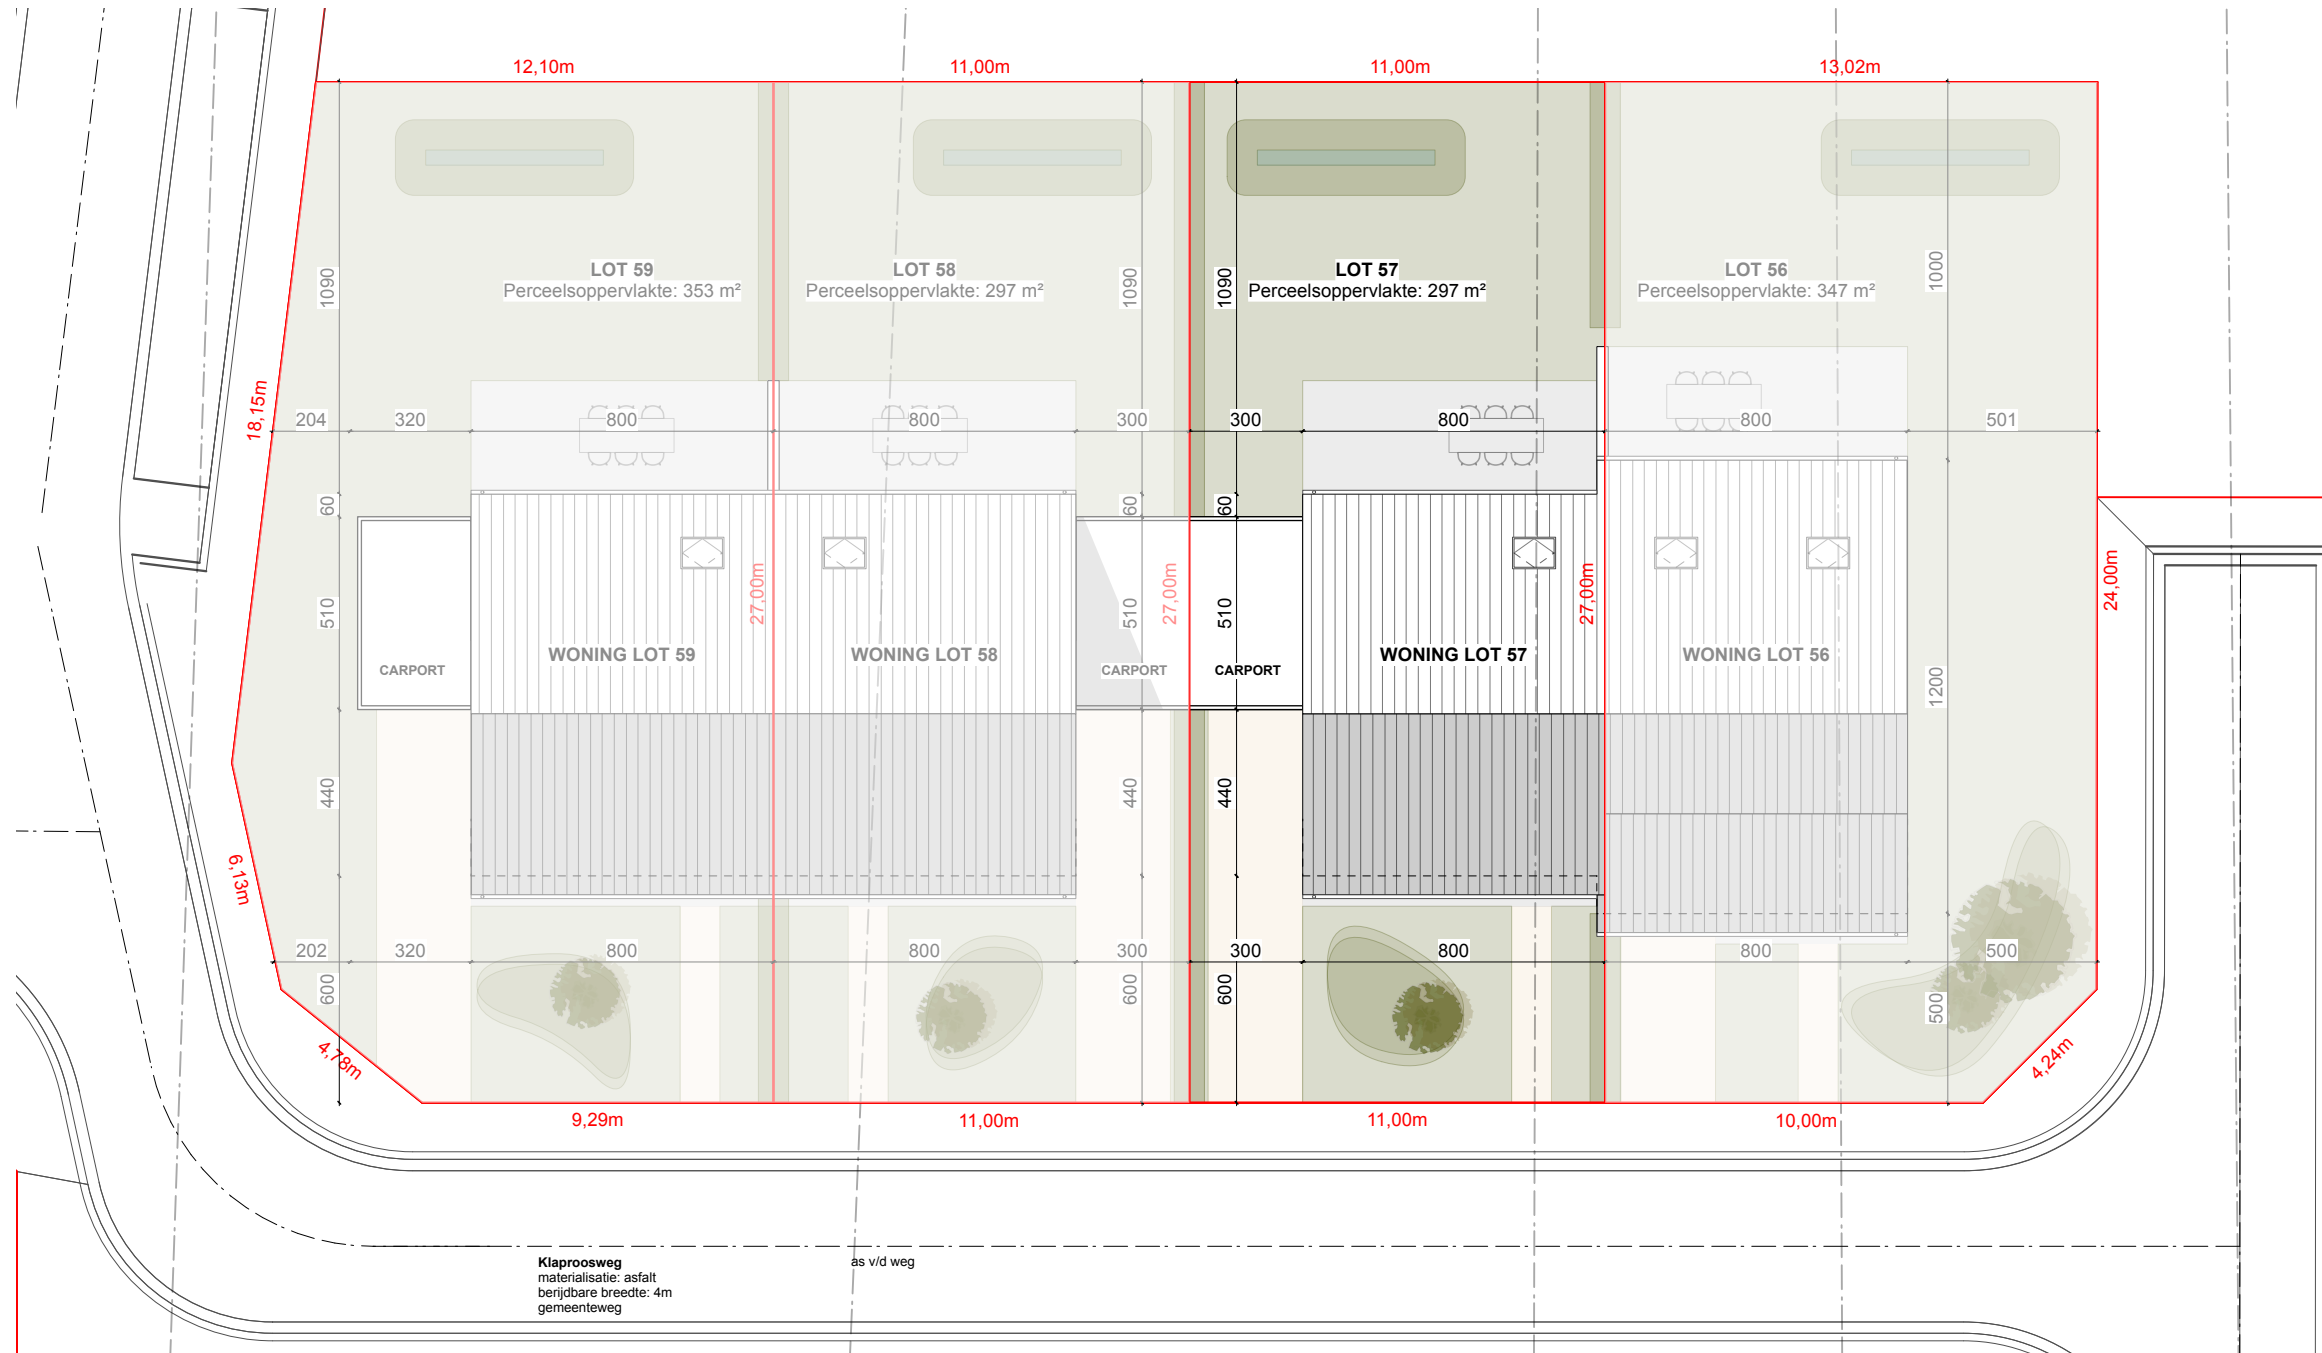 12,10m
11,00m
11,00m
13,02m
LOT 59
Perceelsoppervlakte: 353 m²
LOT 58
Perceelsoppervlakte: 297 m²
LOT 57
Perceelsoppervlakte: 297 m²
LOT 56
Perceelsoppervlakte: 347 m²
1090
1090
1090
1000
18,15m
204
320
800
800
300
300
800
800
501
60
60
60
27,00m
27,00m
27,00m
24,00m
510
510
510
WONING LOT 59
WONING LOT 58
WONING LOT 57
WONING LOT 56
CARPORT
CARPORT
CARPORT
1200
440
440
440
6,13m
202
320
800
800
300
300
800
800
500
600
600
600
500
4,78m
4,24m
9,29m
11,00m
11,00m
10,00m
Klaproosweg
materialisatie: asfalt
berijdbare breedte: 4m
gemeenteweg
as v/d weg